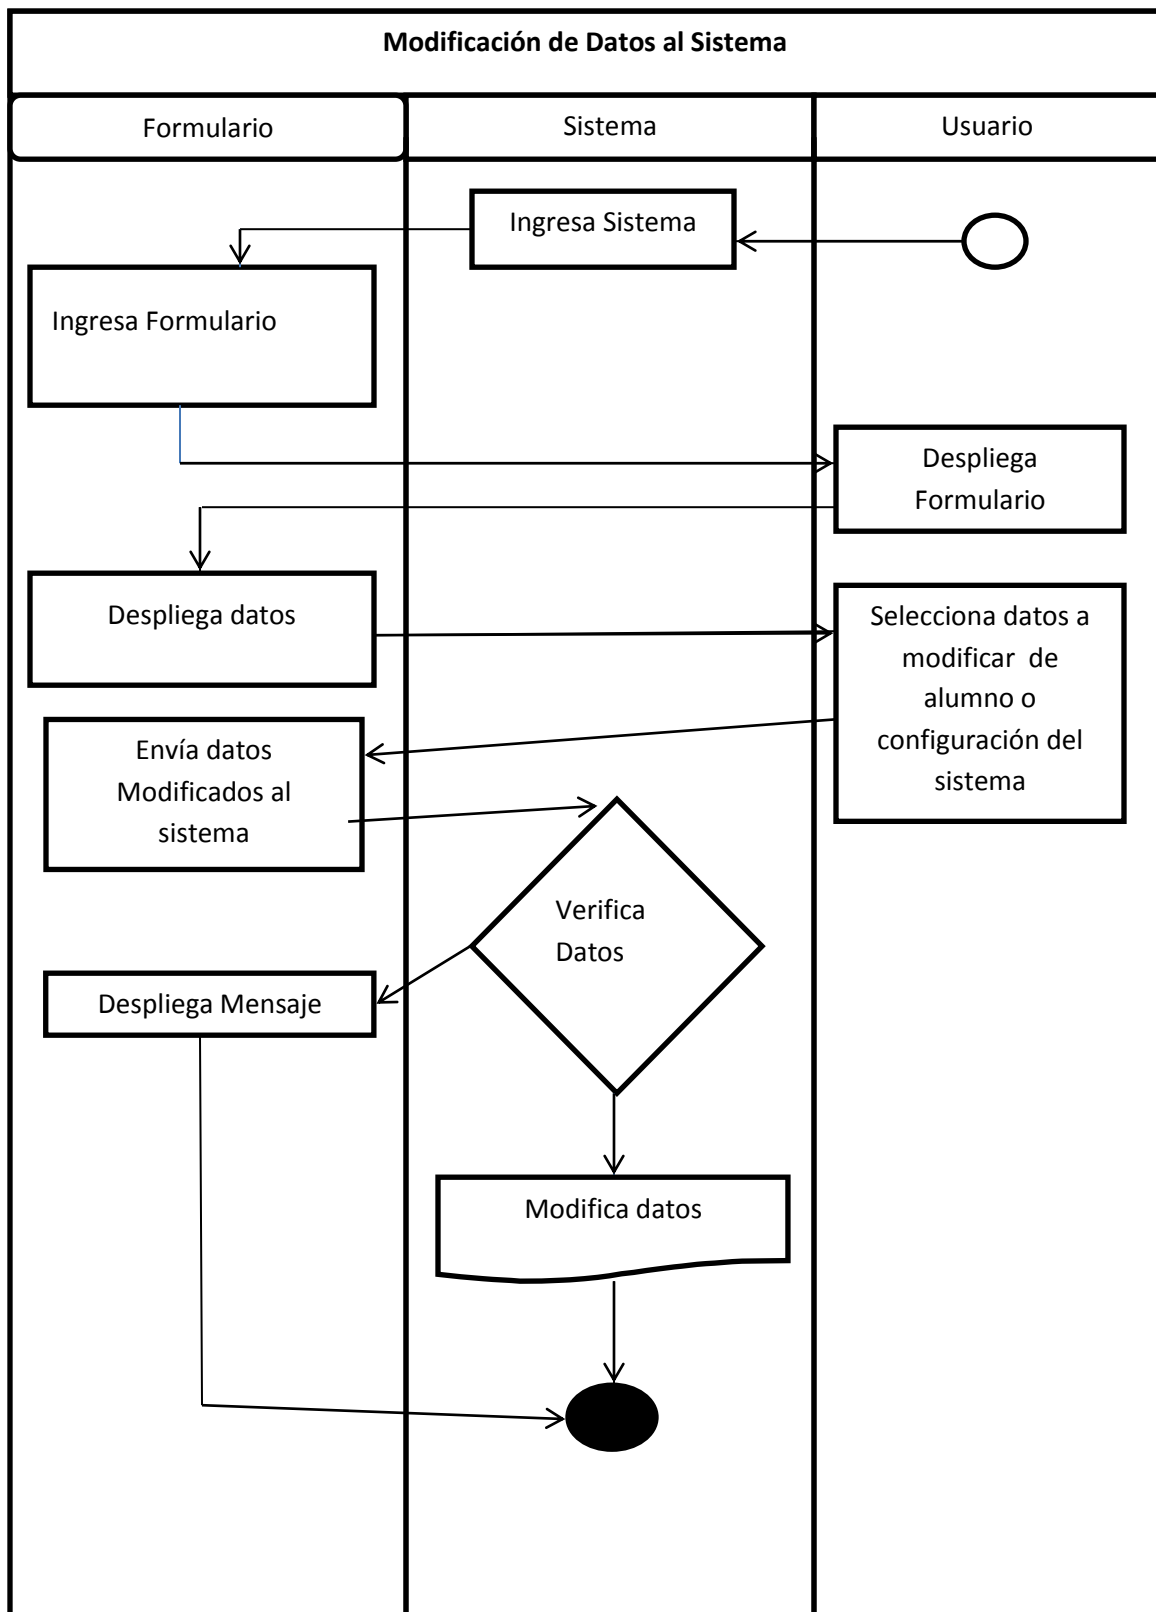 Modificación de Datos al Sistema
Formulario
Sistema
Usuario
Ingresa Sistema
Ingresa Formulario
Despliega
Formulario
Despliega datos
Selecciona datos a
modificar de
alumno o
configuración del
sistema
Envía datos
Modificados al
sistema
Verifica
Datos
Despliega Mensaje
Modifica datos